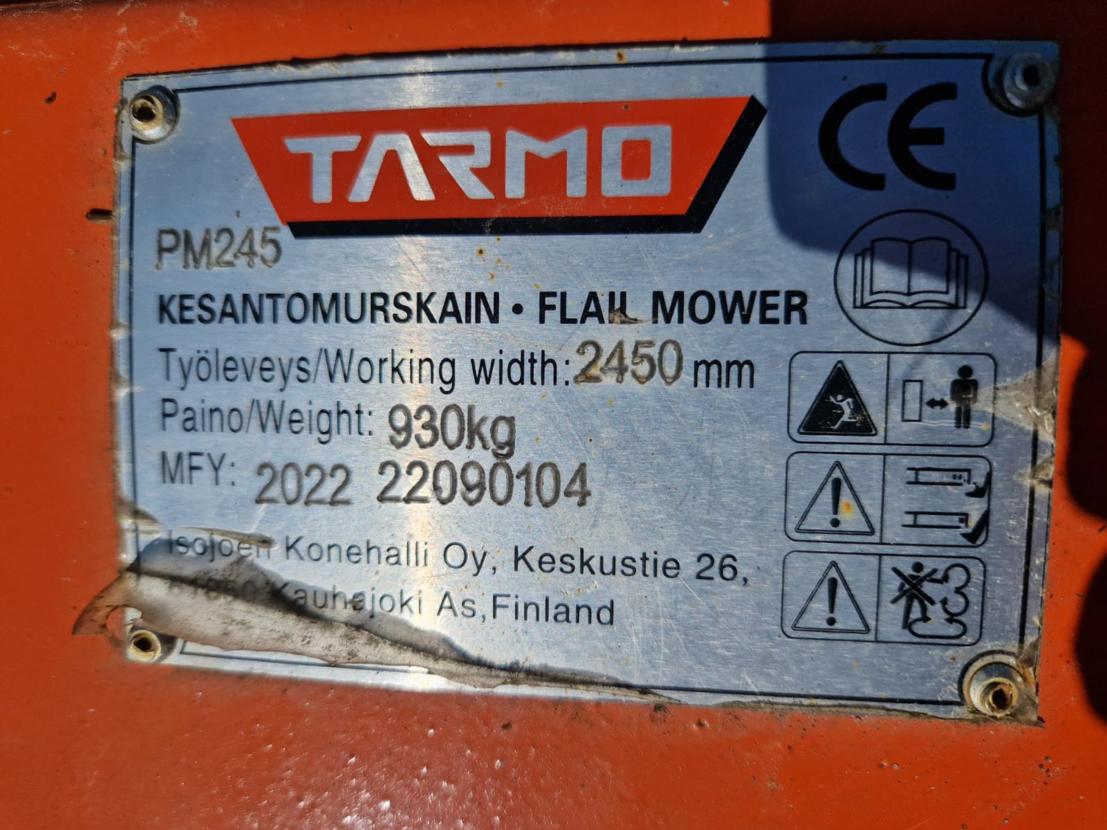 TARMO
CE
PM245
KESANTOMURSKAIN • FLAIL MOWER
Työleveys/Working width: 2450 mm
Paino/Weight: 930kg
MFY: 2022 22090104
Isojoen Konehalli Oy, Keskustie 26,
Kauhajoki As,Finland